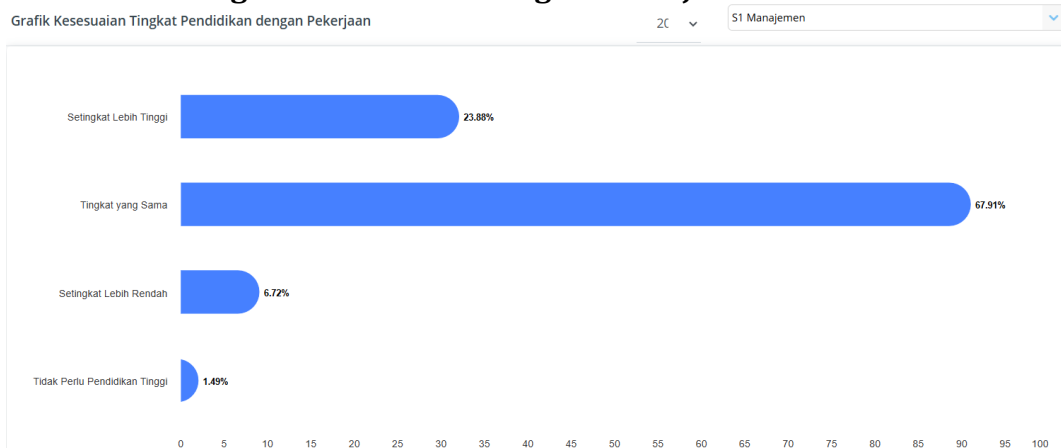 Grafik Kesesuaian Tingkat Pendidikan dengan Pekerjaan
S1 Manajemen
Setingkat Lebih Tinggi
23.88%
Tingkat yang Sama
67.91%
Setingkat Lebih Rendah
6.72%
Tidak Perlu Pendidikan Tinggi
1.49%
0 5 10 15 20 25 30 35 40 45 50 55 60 65 70 75 80 85 90 95 100